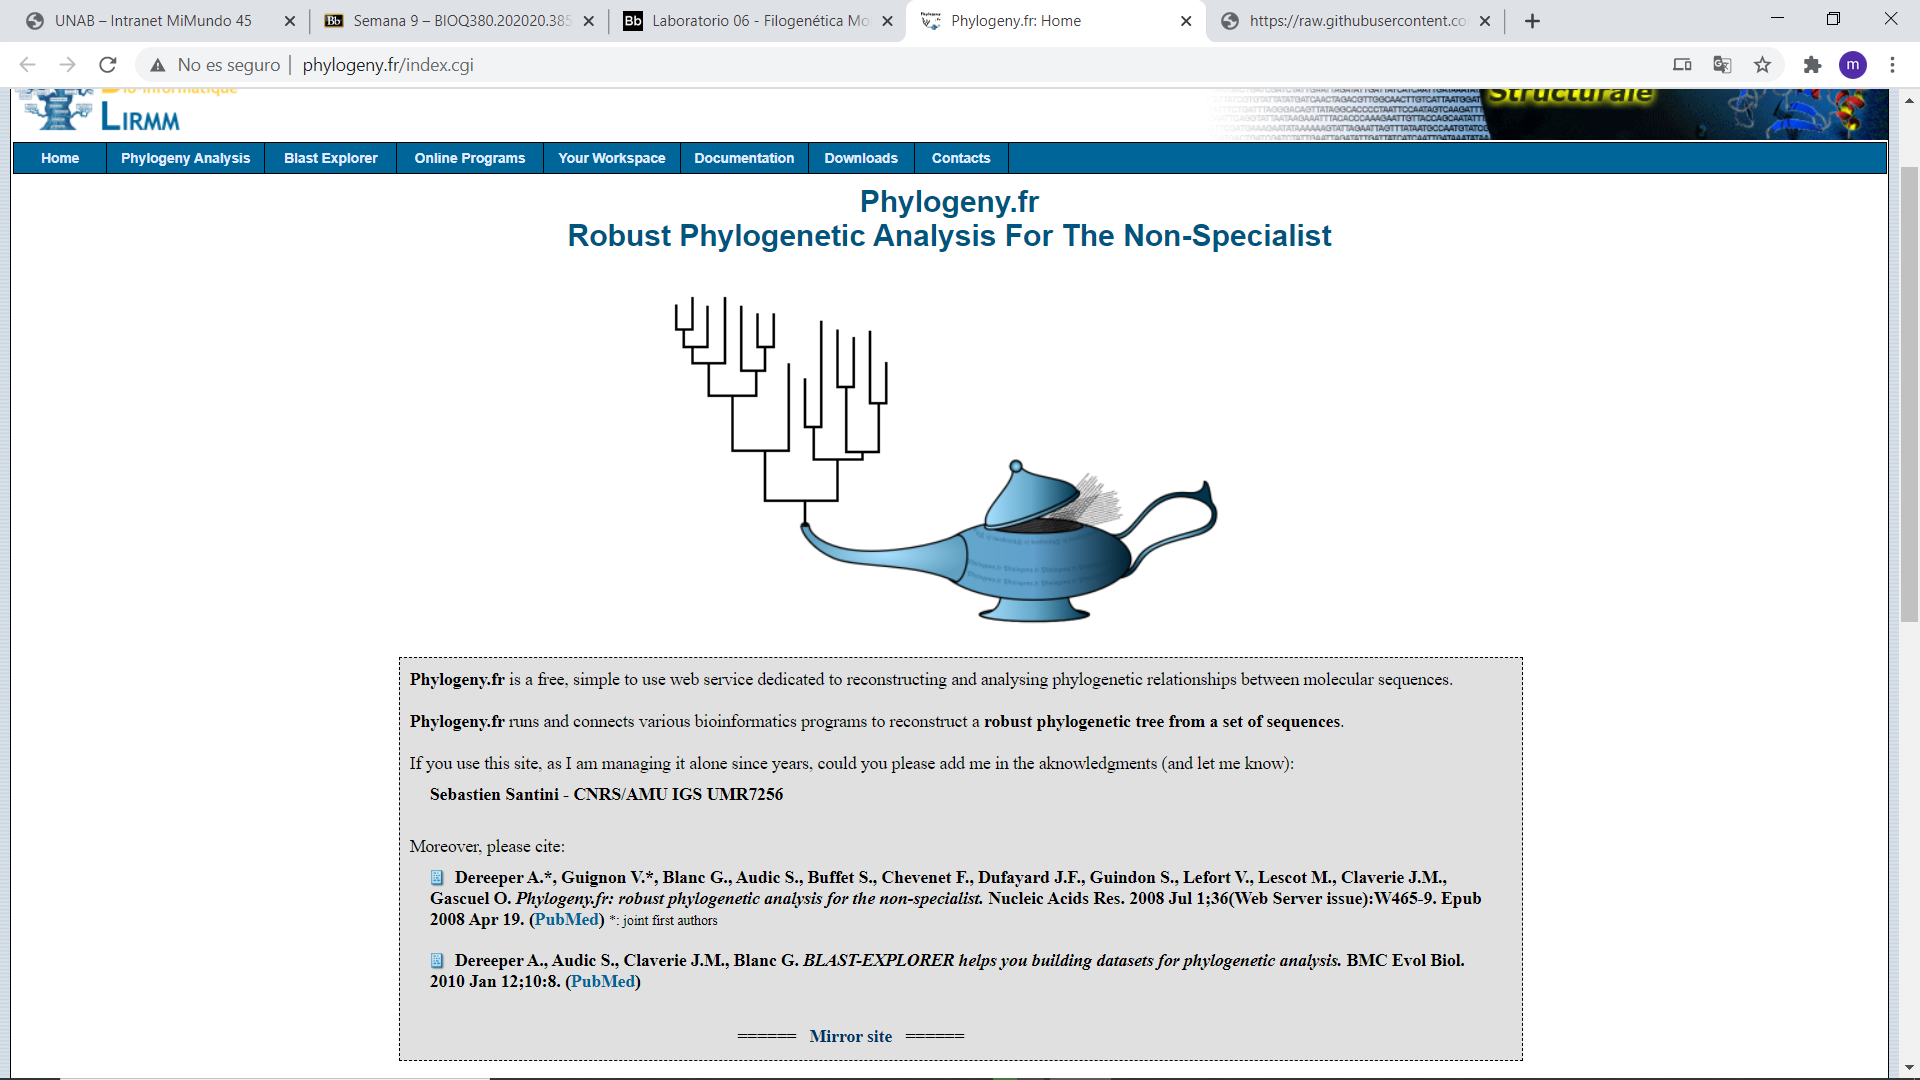 UNAB – Intranet MiMundo 45
Semana 9 – BIOQ380.202020.385
Laboratorio 06 - Filogenética Mo
Phylogeny.fr: Home
https://raw.githubusercontent.co
No es seguro
phylogeny.fr/index.cgi
m
Bio-Informatique
LIRMM
Structurale
Home
Phylogeny Analysis
Blast Explorer
Online Programs
Your Workspace
Documentation
Downloads
Contacts
Phylogeny.fr
Robust Phylogenetic Analysis For The Non-Specialist
Phylogeny.fr is a free, simple to use web service dedicated to reconstructing and analysing phylogenetic relationships between molecular sequences.
Phylogeny.fr runs and connects various bioinformatics programs to reconstruct a robust phylogenetic tree from a set of sequences.
If you use this site, as I am managing it alone since years, could you please add me in the aknowledgments (and let me know):
Sebastien Santini - CNRS/AMU IGS UMR7256
Moreover, please cite:
Dereeper A.*, Guignon V.*, Blanc G., Audic S., Buffet S., Chevenet F., Dufayard J.F., Guindon S., Lefort V., Lescot M., Claverie J.M.,
Gascuel O. Phylogeny.fr: robust phylogenetic analysis for the non-specialist. Nucleic Acids Res. 2008 Jul 1;36(Web Server issue):W465-9. Epub
2008 Apr 19. (PubMed) *: joint first authors
Dereeper A., Audic S., Claverie J.M., Blanc G. BLAST-EXPLORER helps you building datasets for phylogenetic analysis. BMC Evol Biol.
2010 Jan 12;10:8. (PubMed)
====== Mirror site ======